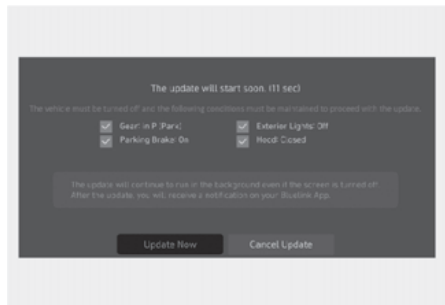 The update will start soon. (11 sec)
The vehicle must be turned off and the following conditions must be maintained to proceed with the update.
Gear: in P (Park)
Exterior Lights: Off
Parking Brake: On
Hood: Closed
The update will continue to run in the background even if the screen is turned off.
After the update, you will receive a notification on your Bluelink App.
Update Now
Cancel Update